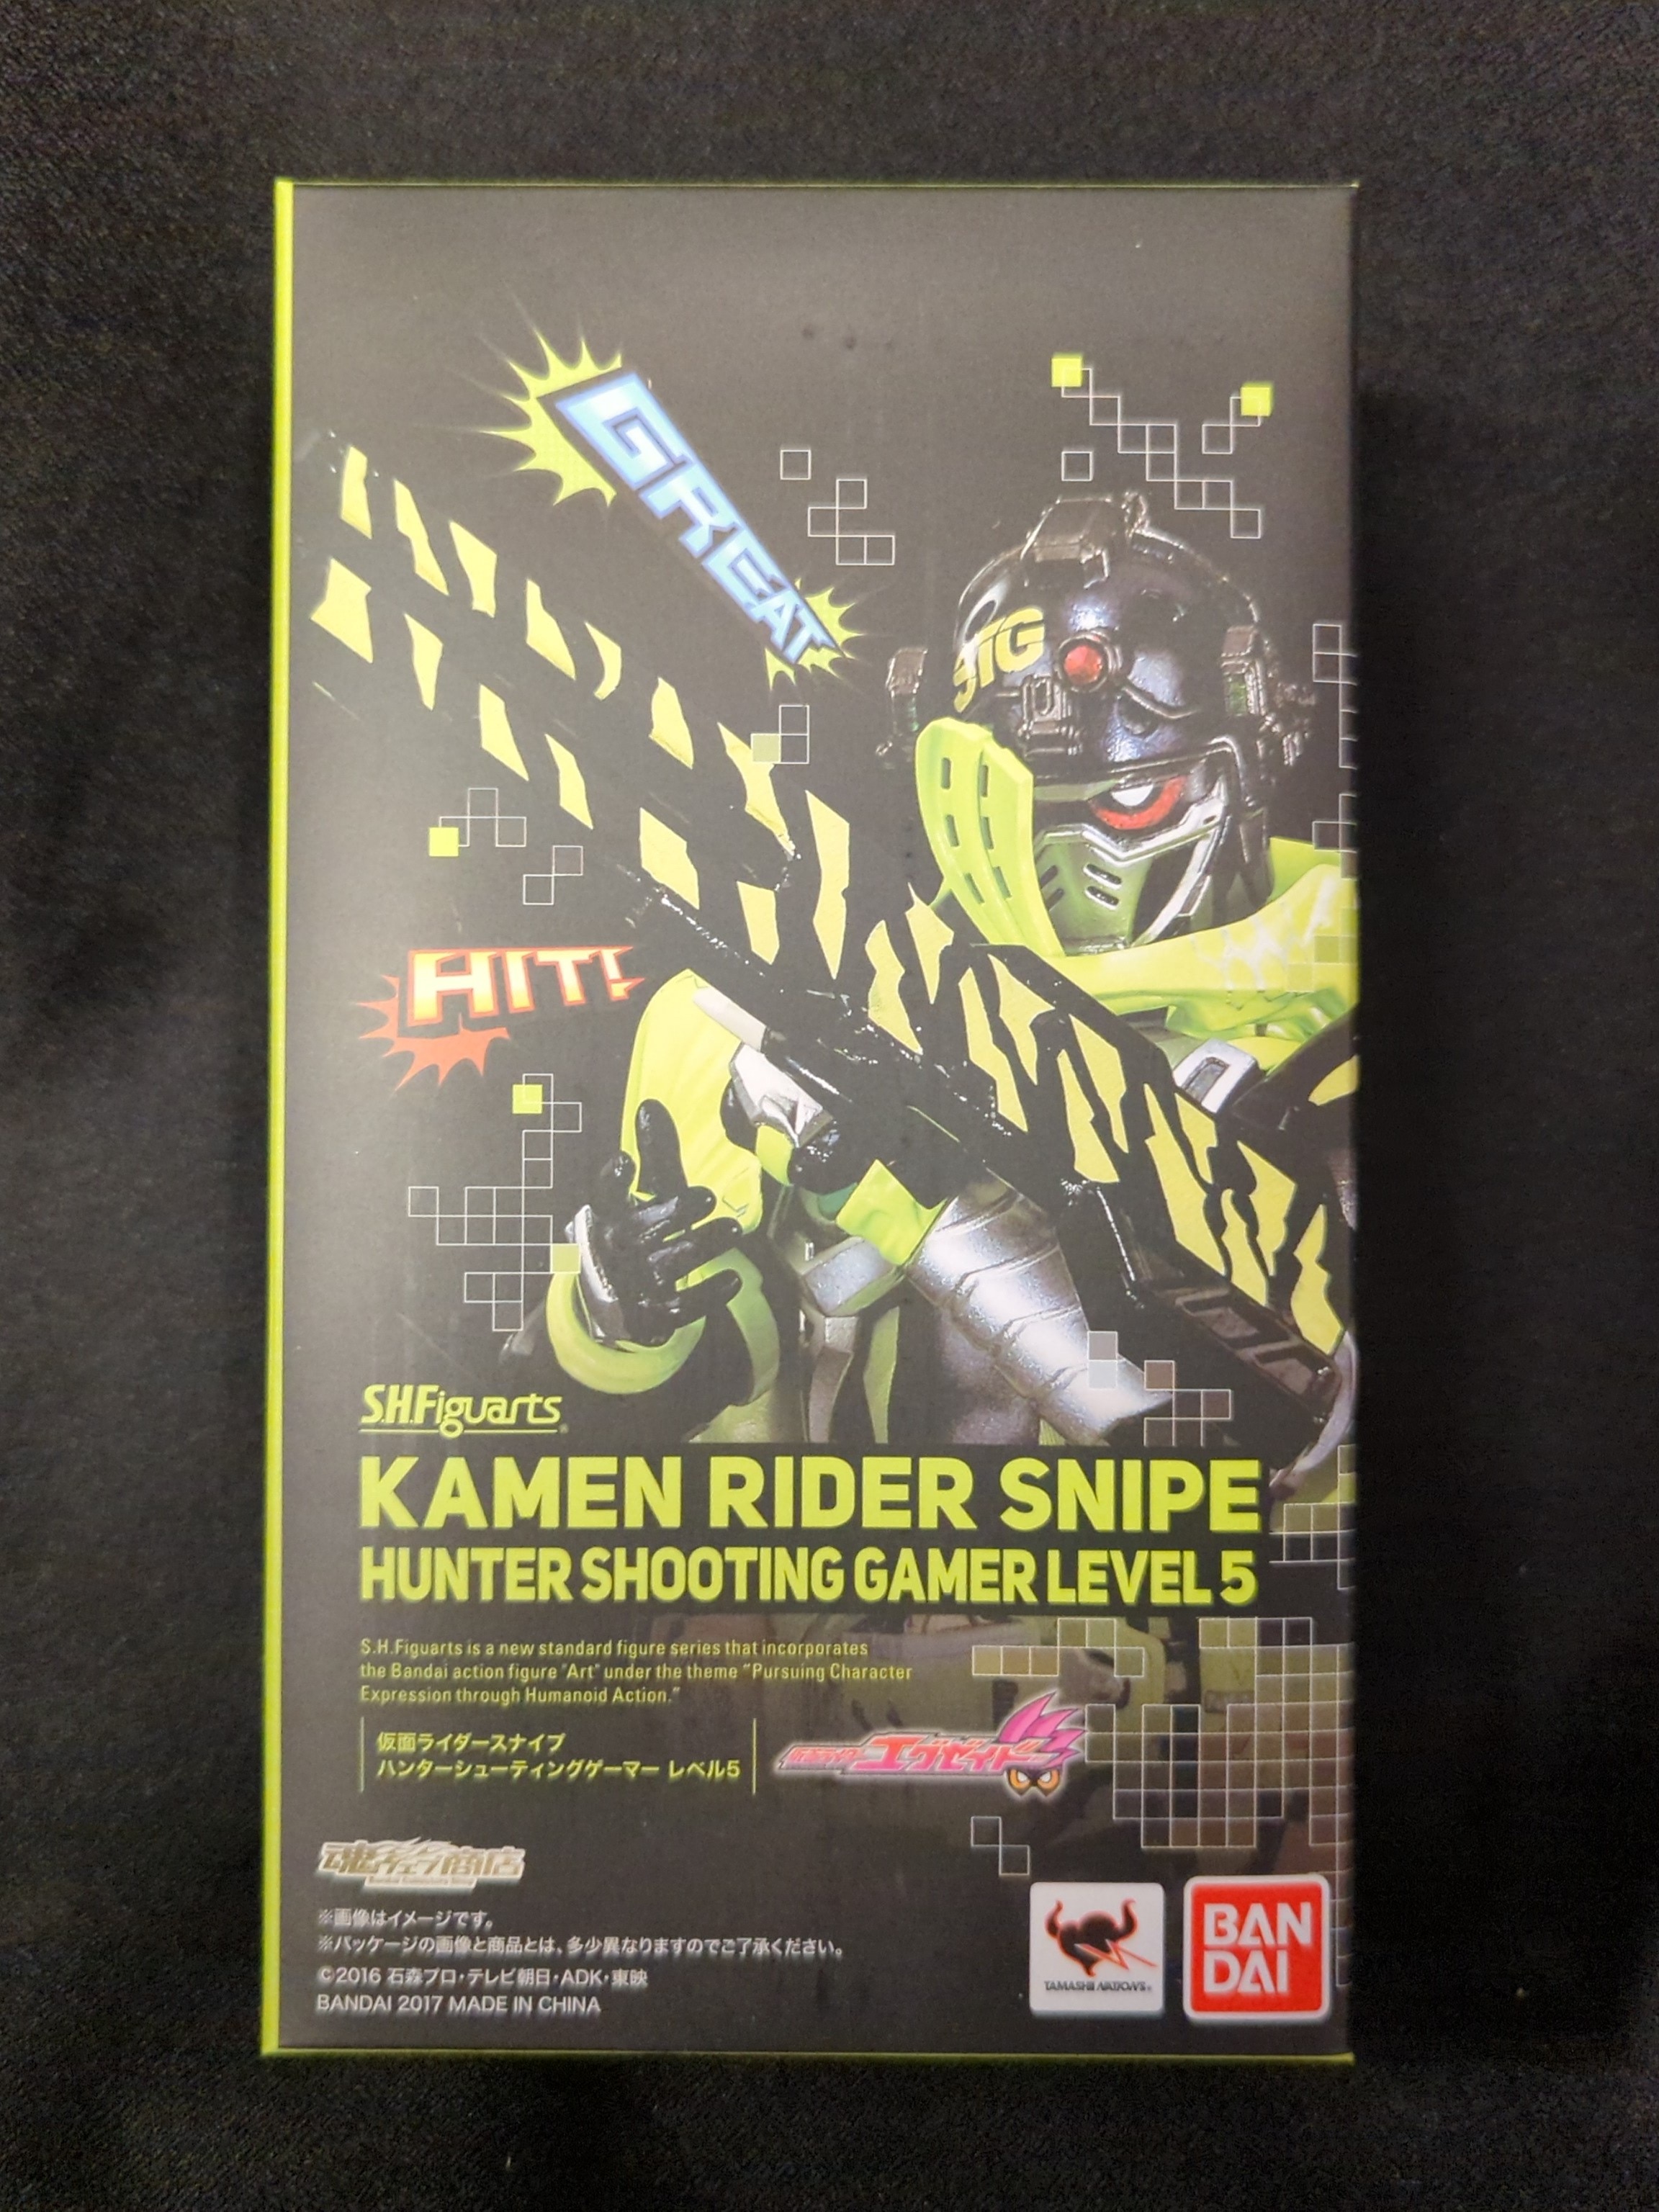 GREAT
STG
HIT!
S.H.Figuarts
KAMEN RIDER SNIPE
HUNTER SHOOTING GAMER LEVEL 5
S.H.Figuarts is a new standard figure series that incorporates
the Bandai action figure "Art" under the theme "Pursuing Character
Expression through Humanoid Action."
仮面ライダースナイプ
ハンターシューティングゲーマー レベル5
仮面ライダーエグゼイド
魂ウェブ商店
※画像はイメージです。
※パッケージの画像と商品とは、多少異なりますのでご了承ください。
©2016 石森プロ・テレビ朝日・ADK・東映
BANDAI 2017 MADE IN CHINA
TAMASHII NATIONS
BAN
DAI